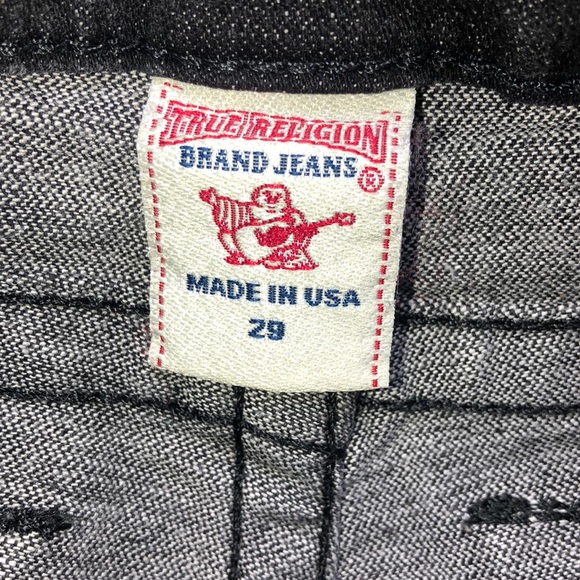 TRUE RELIGION
BRAND JEANS ®
MADE IN USA
29